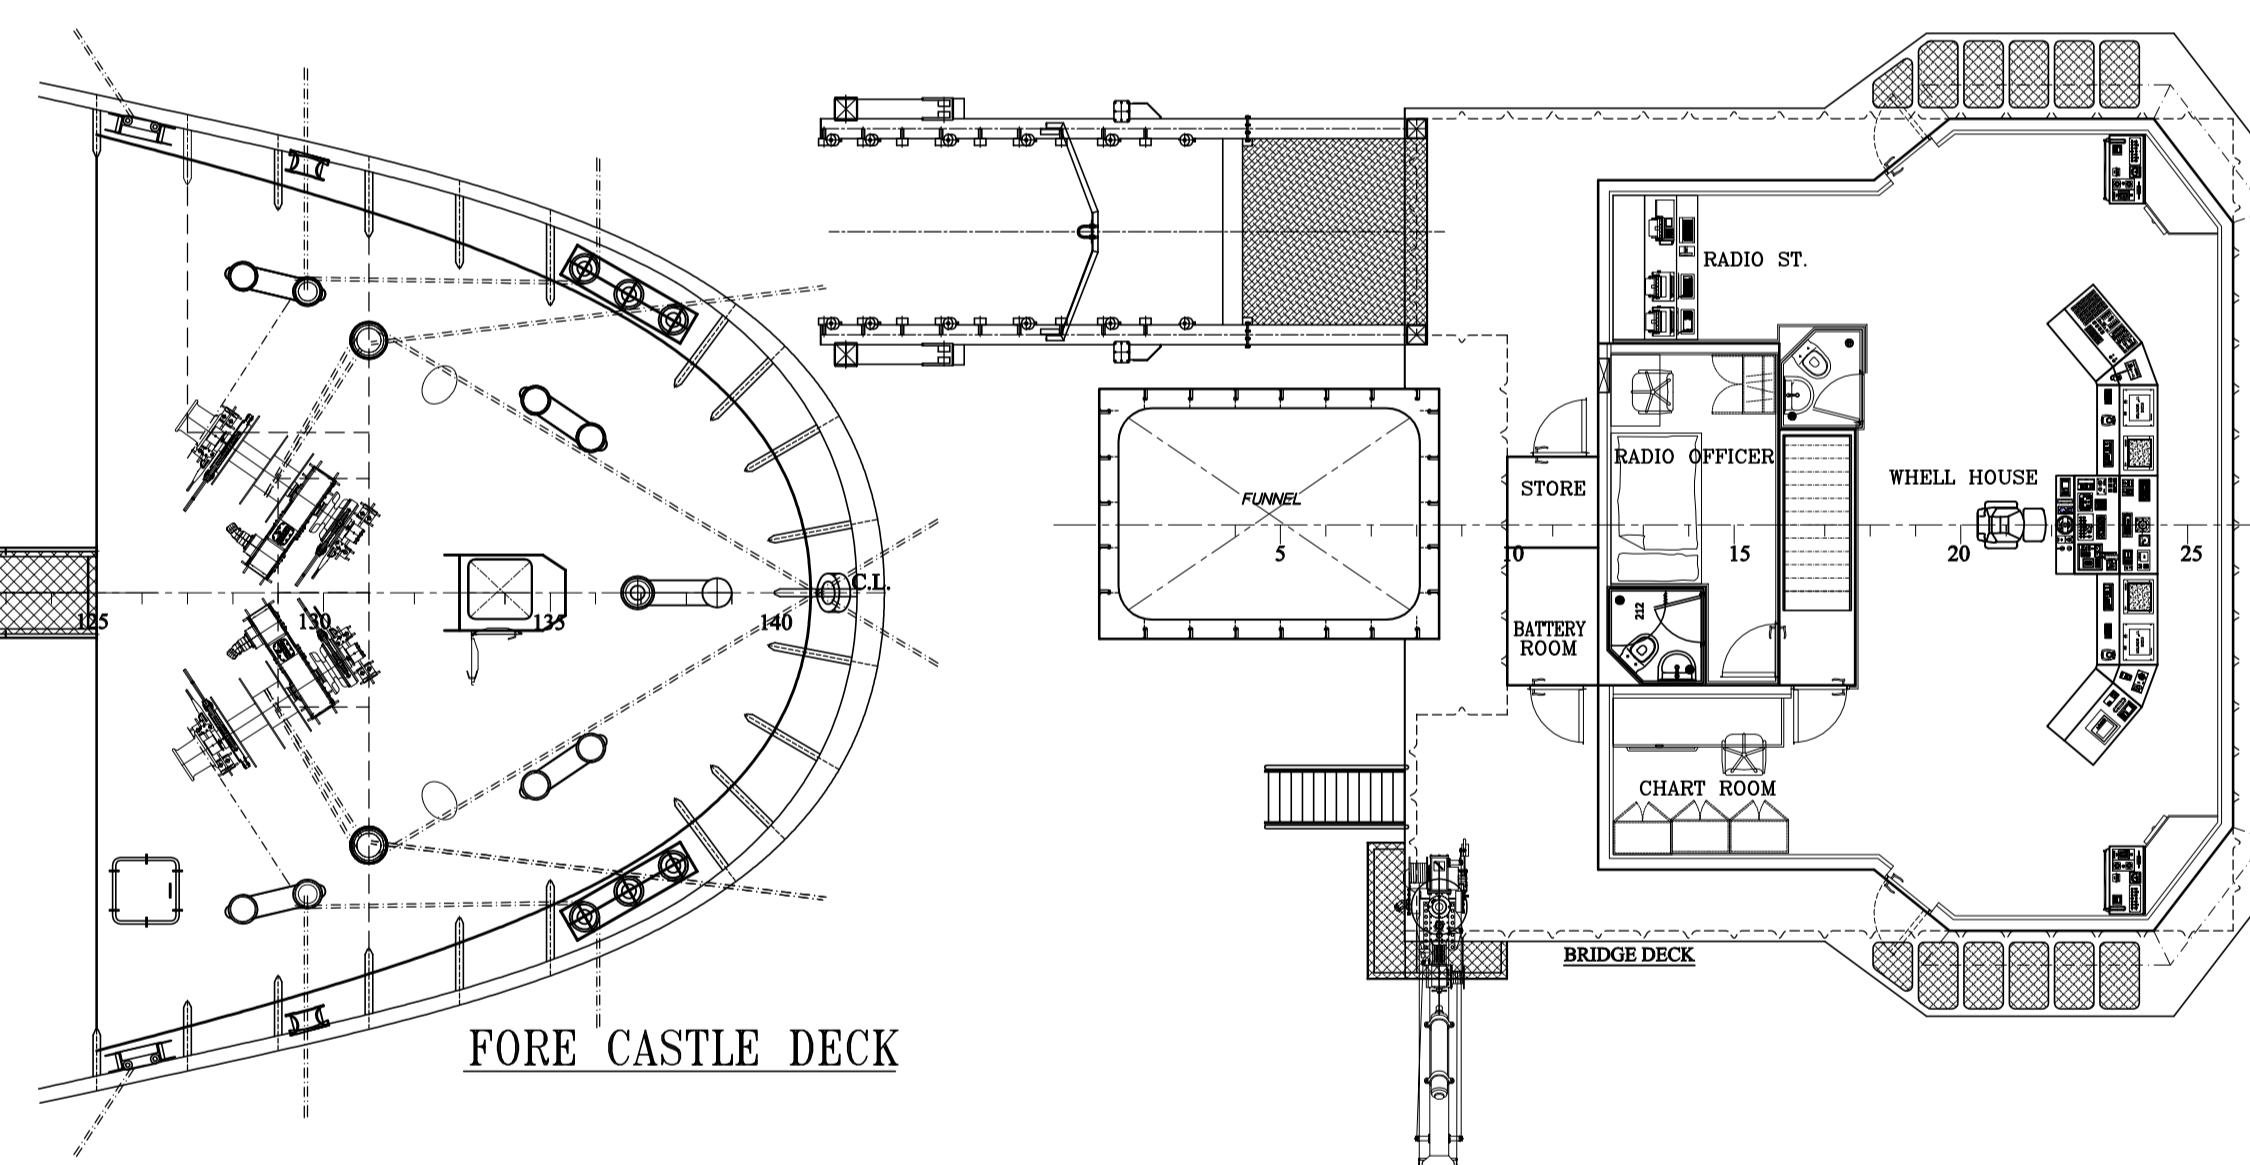 RADIO ST.
RADIO OFFICER
WHELL HOUSE
STORE
FUNNEL
5
10
15
20
25
C.L.
125
130
135
140
212
BATTERY
ROOM
CHART ROOM
BRIDGE DECK
FORE CASTLE DECK